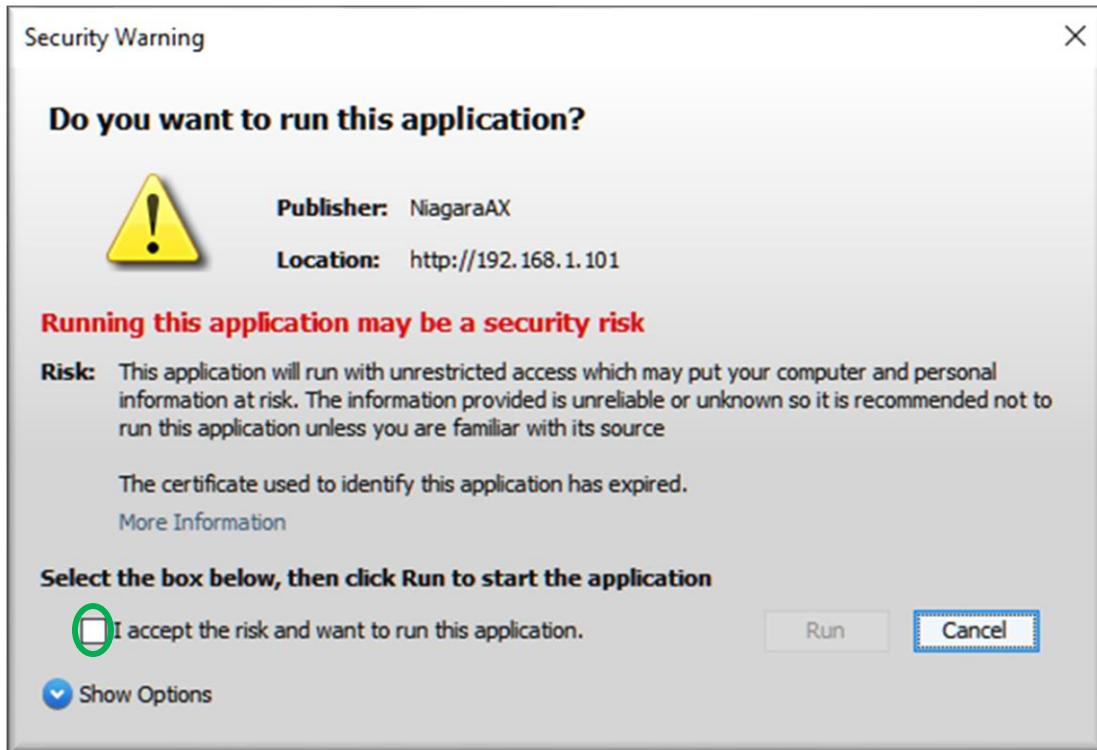 Security Warning
Do you want to run this application?
Publisher: NiagaraAX
Location: http://192.168.1.101
Running this application may be a security risk
Risk: This application will run with unrestricted access which may put your computer and personal
information at risk. The information provided is unreliable or unknown so it is recommended not to
run this application unless you are familiar with its source
The certificate used to identify this application has expired.
More Information
Select the box below, then click Run to start the application
I accept the risk and want to run this application. Run Cancel
Show Options